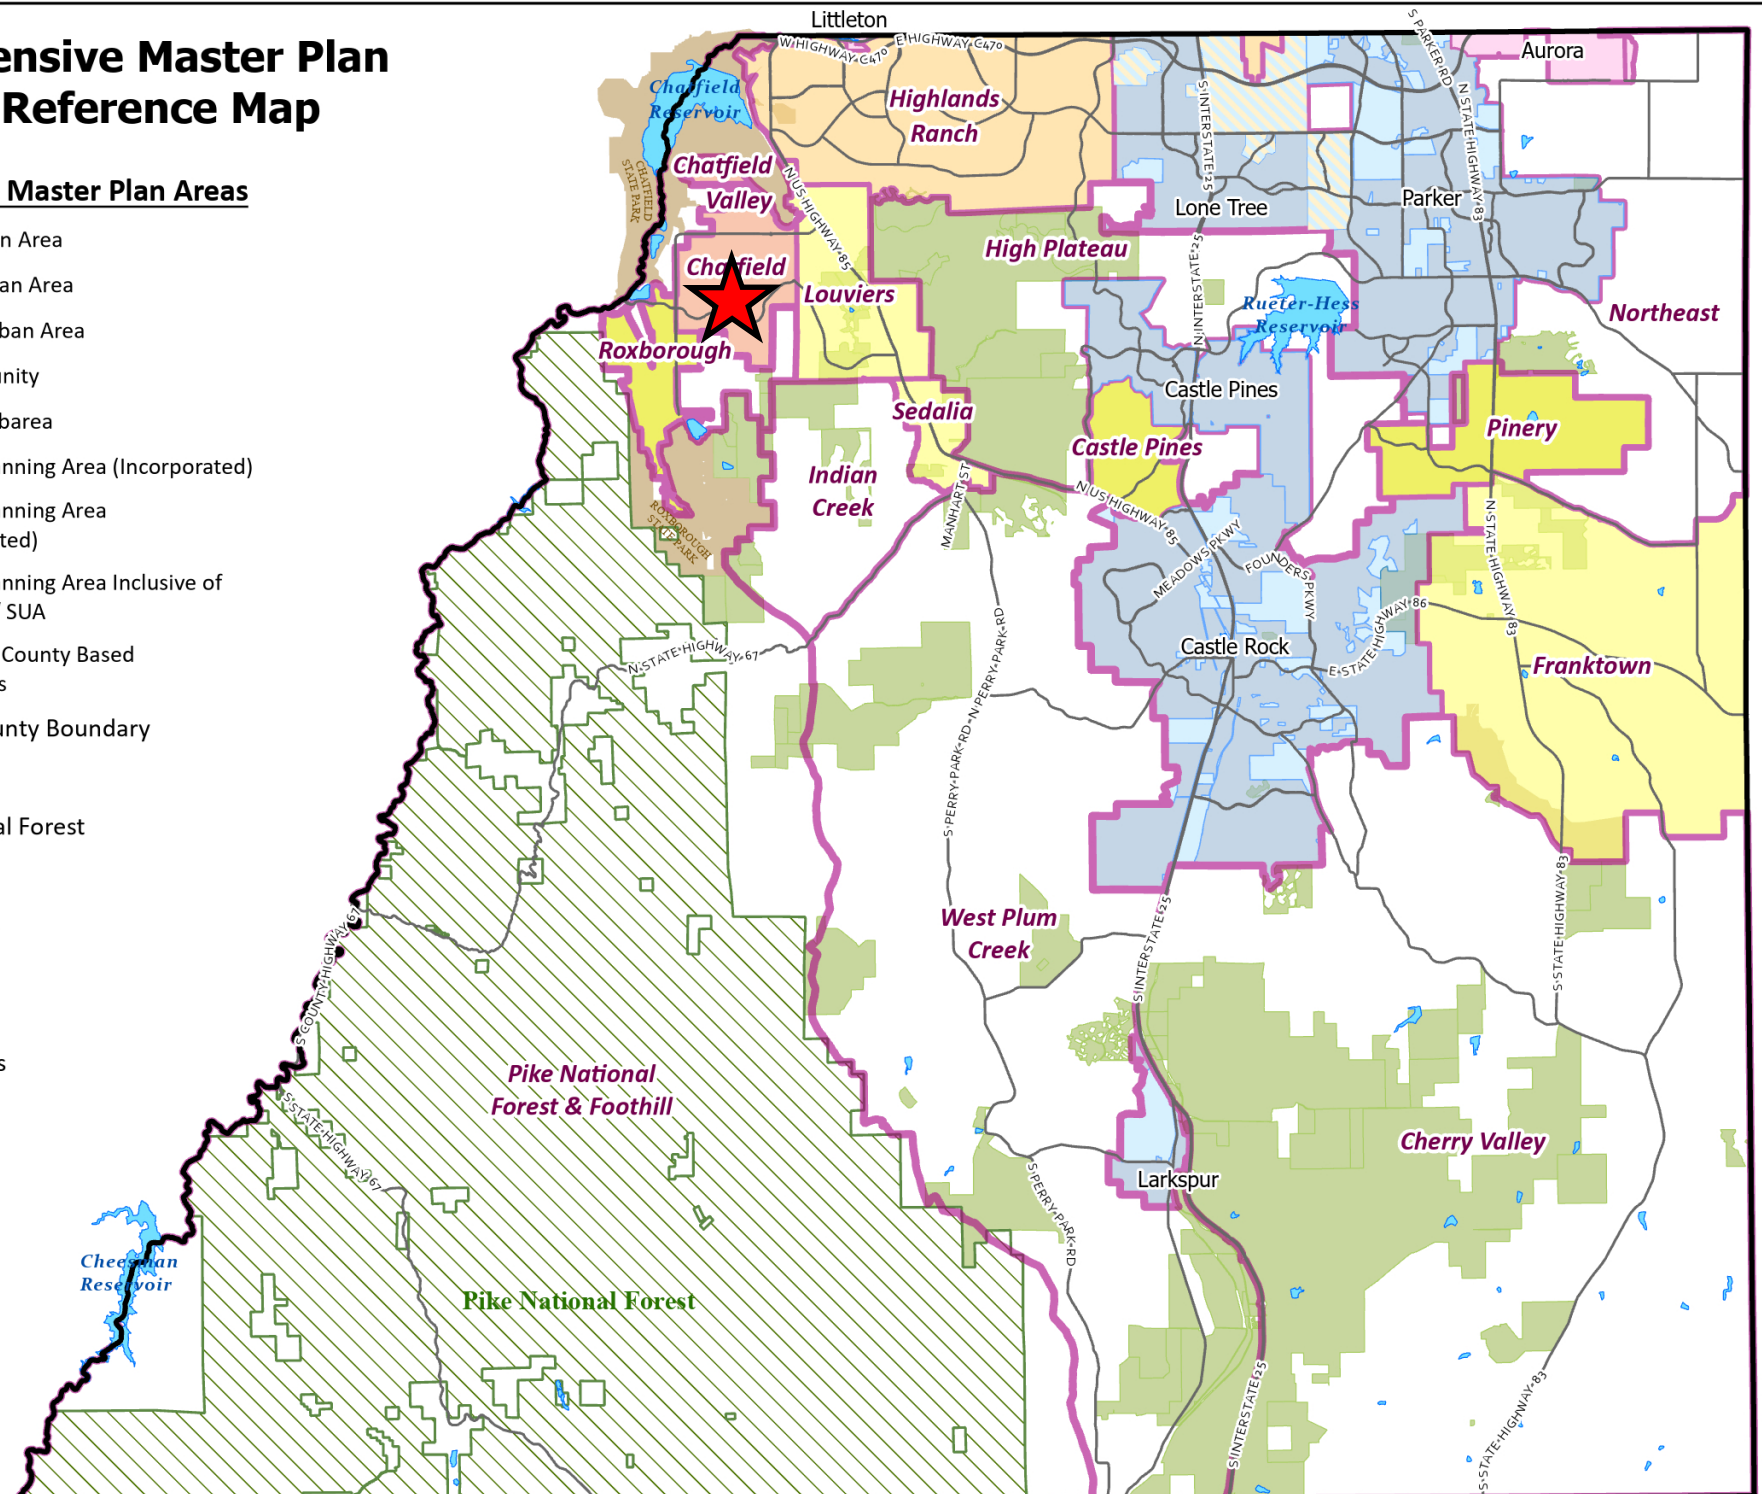 ensive Master Plan
Reference Map
Master Plan Areas
n Area
an Area
ban Area
nity
barea
nning Area (Incorporated)
nning Area
ted)
nning Area Inclusive of
SUA
County Based
s
unty Boundary
al Forest
s
Littleton
W HIGHWAY C470
E HIGHWAY C470
S PARKER RD
Aurora
Chatfield
Reservoir
Highlands
Ranch
S INTERSTATE 25
N STATE HIGHWAY 83
CHATFIELD
STATE PARK
Chatfield
Valley
N US HIGHWAY 85
Lone Tree
Parker
High Plateau
Chatfield
Louviers
N INTERSTATE 25
Rueter-Hess
Reservoir
Northeast
Roxborough
Castle Pines
Sedalia
Castle Pines
Pinery
Indian
Creek
MANHART ST
N US HIGHWAY 85
ROXBOROUGH
STATE PARK
MEADOWS PKWY
FOUNDERS PKWY
N STATE HIGHWAY 83
E STATE HIGHWAY 86
N STATE HIGHWAY 67
N PERRY PARK RD
Castle Rock
Franktown
S PERRY PARK RD
S COUNTY HIGHWAY 67
West Plum
Creek
S INTERSTATE 25
S STATE HIGHWAY 83
Pike National
Forest & Foothill
S STATE HIGHWAY 67
Cherry Valley
Larkspur
S PERRY PARK RD
Cheesman
Reservoir
Pike National Forest
S INTERSTATE 25
S STATE HIGHWAY 83